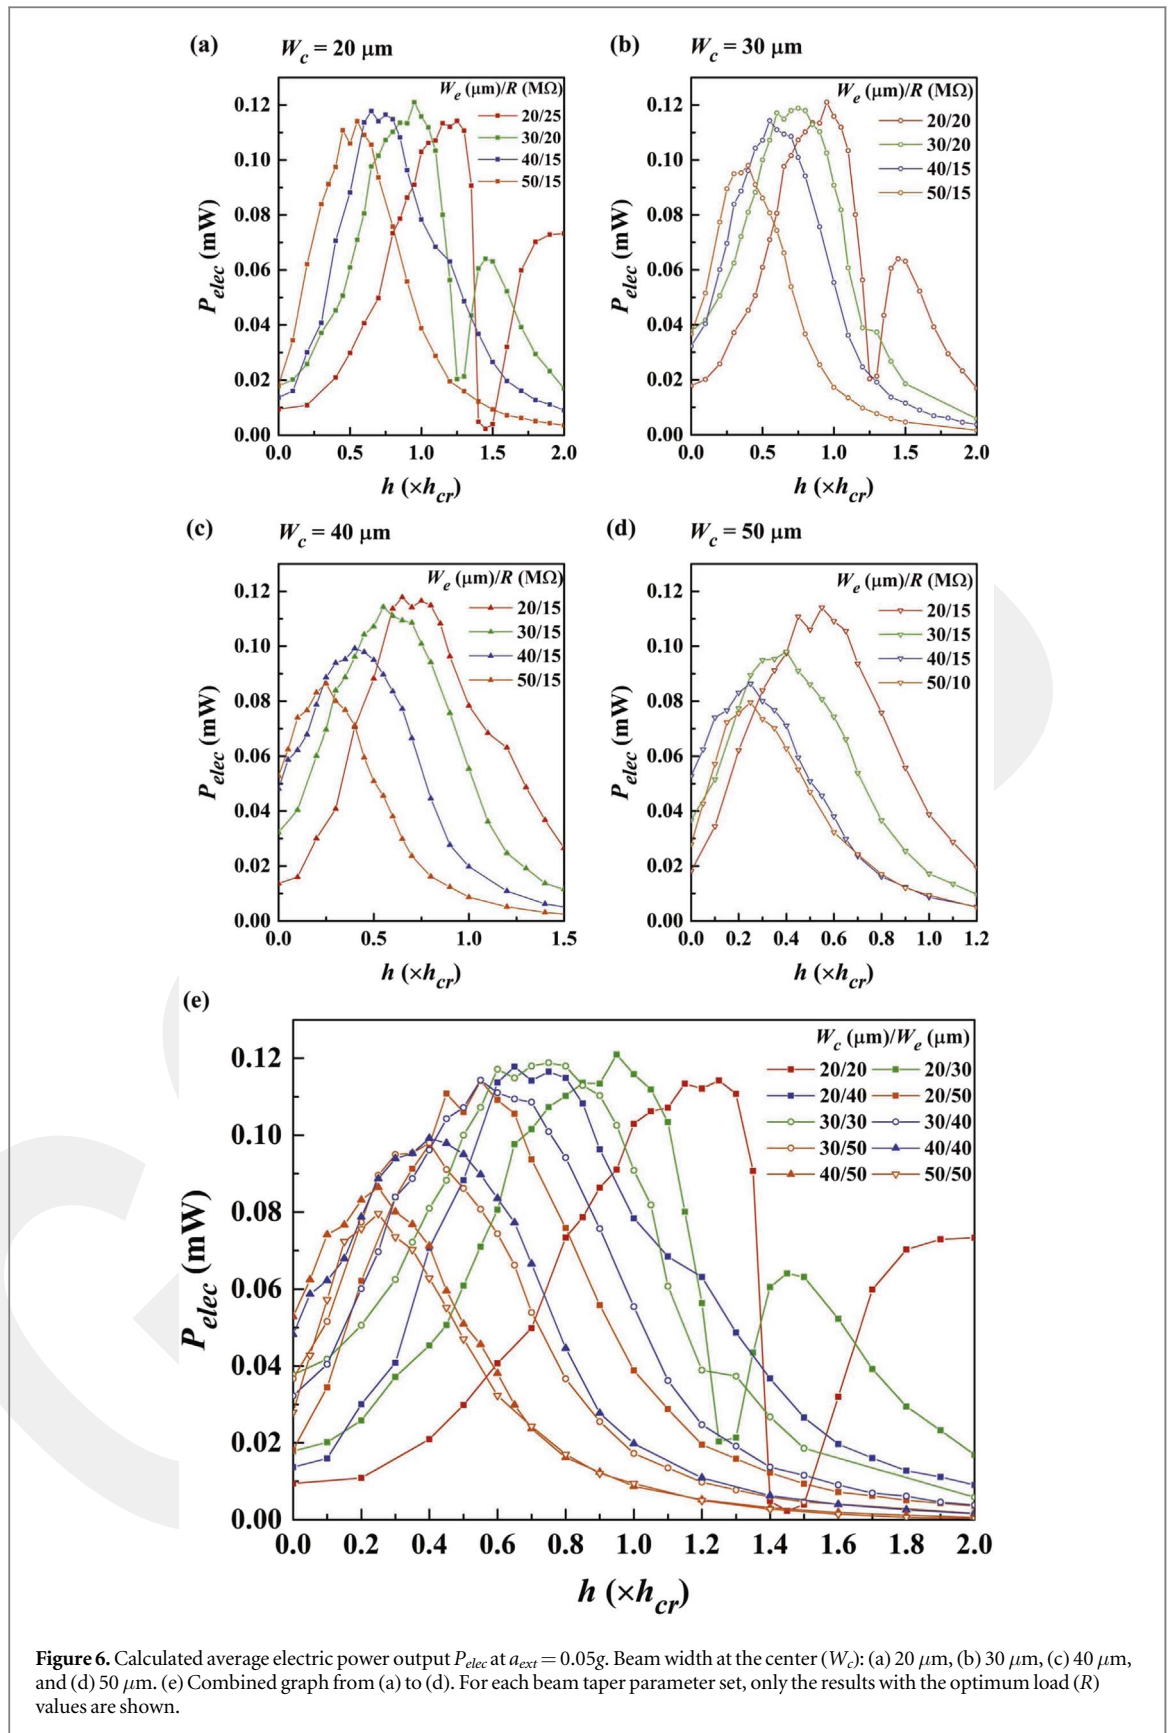 (a) W_c = 20 μm
W_e (μm)/R (MΩ)
20/25
30/20
40/15
50/15
P_elec (mW)
0.12
0.10
0.08
0.06
0.04
0.02
0.00
0.0 0.5 1.0 1.5 2.0
h (×h_cr)
(b) W_c = 30 μm
W_e (μm)/R (MΩ)
20/20
30/20
40/15
50/15
P_elec (mW)
0.12
0.10
0.08
0.06
0.04
0.02
0.00
0.0 0.5 1.0 1.5 2.0
h (×h_cr)
(c) W_c = 40 μm
W_e (μm)/R (MΩ)
20/15
30/15
40/15
50/15
P_elec (mW)
0.12
0.10
0.08
0.06
0.04
0.02
0.00
0.0 0.5 1.0 1.5
h (×h_cr)
(d) W_c = 50 μm
W_e (μm)/R (MΩ)
20/15
30/15
40/15
50/10
P_elec (mW)
0.12
0.10
0.08
0.06
0.04
0.02
0.00
0.0 0.2 0.4 0.6 0.8 1.0 1.2
h (×h_cr)
(e)
W_c (μm)/W_e (μm)
20/20 20/30
20/40 20/50
30/30 30/40
30/50 40/40
40/50 50/50
P_elec (mW)
0.12
0.10
0.08
0.06
0.04
0.02
0.00
0.0 0.2 0.4 0.6 0.8 1.0 1.2 1.4 1.6 1.8 2.0
h (×h_cr)
Figure 6. Calculated average electric power output P_elec at a_ext = 0.05g. Beam width at the center (W_c): (a) 20 μm, (b) 30 μm, (c) 40 μm,
and (d) 50 μm. (e) Combined graph from (a) to (d). For each beam taper parameter set, only the results with the optimum load (R)
values are shown.